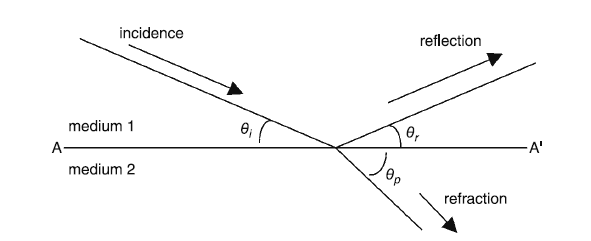 incidence
reflection
medium 1
θi
θr
A
A'
medium 2
θp
refraction